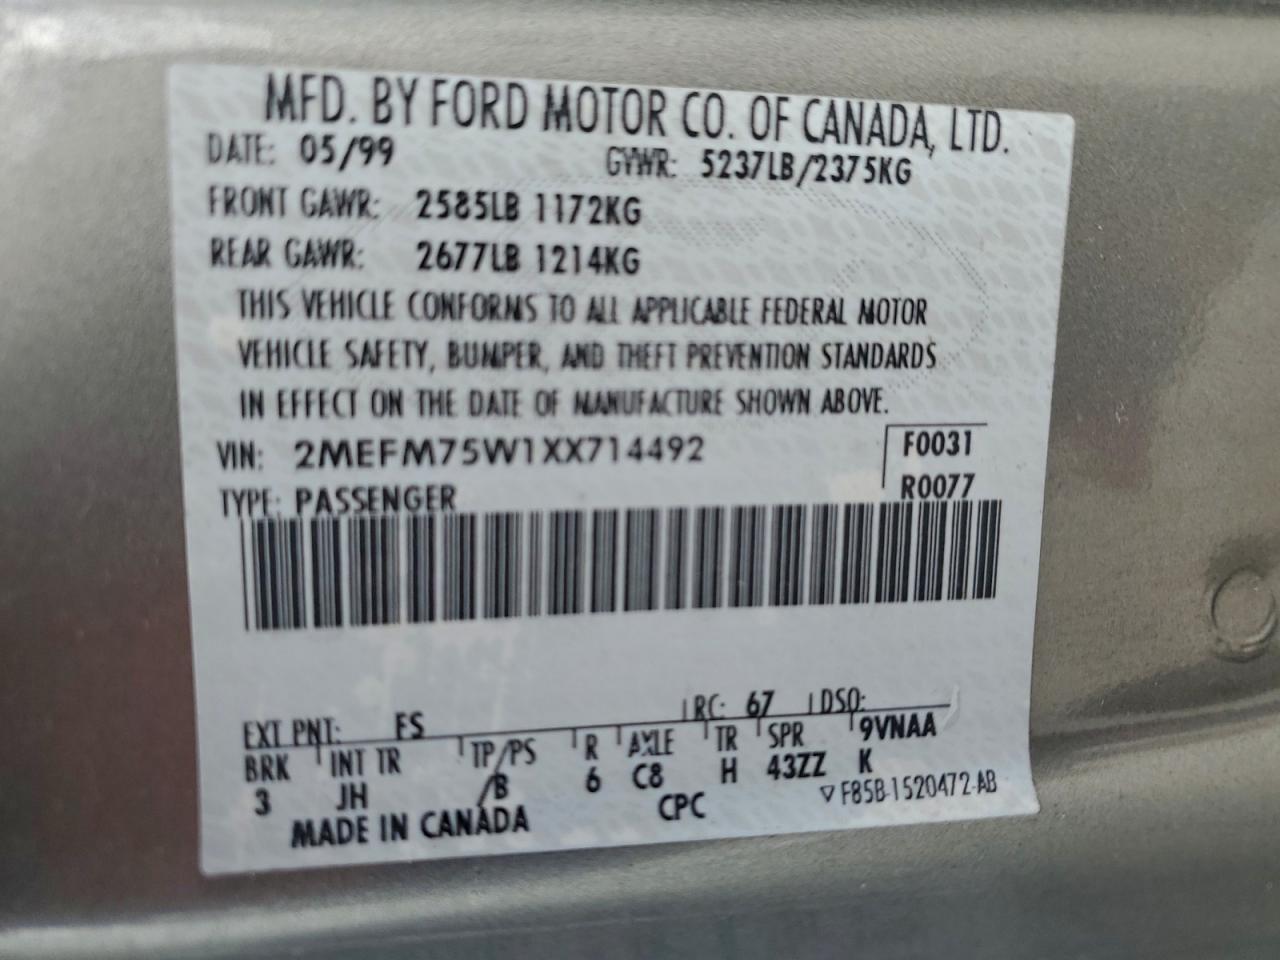 MFD. BY FORD MOTOR CO. OF CANADA, LTD.
DATE: 05/99 GVWR: 5237LB/2375KG
FRONT GAWR: 2585LB 1172KG
REAR GAWR: 2677LB 1214KG
THIS VEHICLE CONFORMS TO ALL APPLICABLE FEDERAL MOTOR
VEHICLE SAFETY, BUMPER, AND THEFT PREVENTION STANDARDS
IN EFFECT ON THE DATE OF MANUFACTURE SHOWN ABOVE.
VIN: 2MEFM75W1XX714492 F0031
TYPE: PASSENGER R0077
EXT PNT: FS RC: 67 DSO:
BRK INT TR TP/PS R AXLE TR SPR 9VNAA
3 JH /B 6 C8 H 43ZZ K
MADE IN CANADA CPC ▽ F85B-1520472-AB